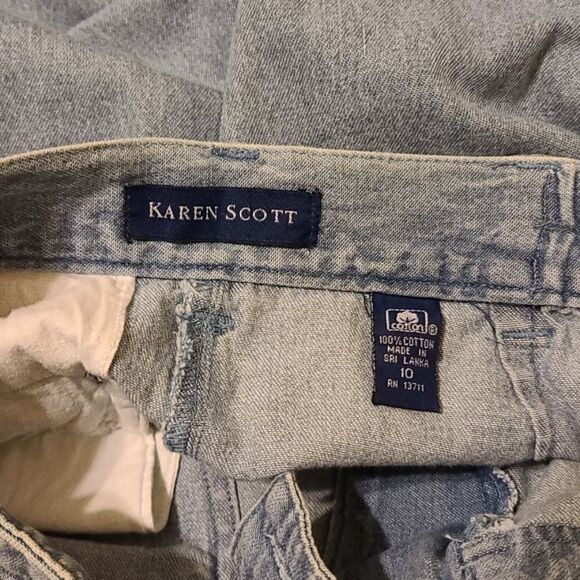 KAREN SCOTT
cotton®
100% COTTON
MADE IN
SRI LANKA
10
RN 13711